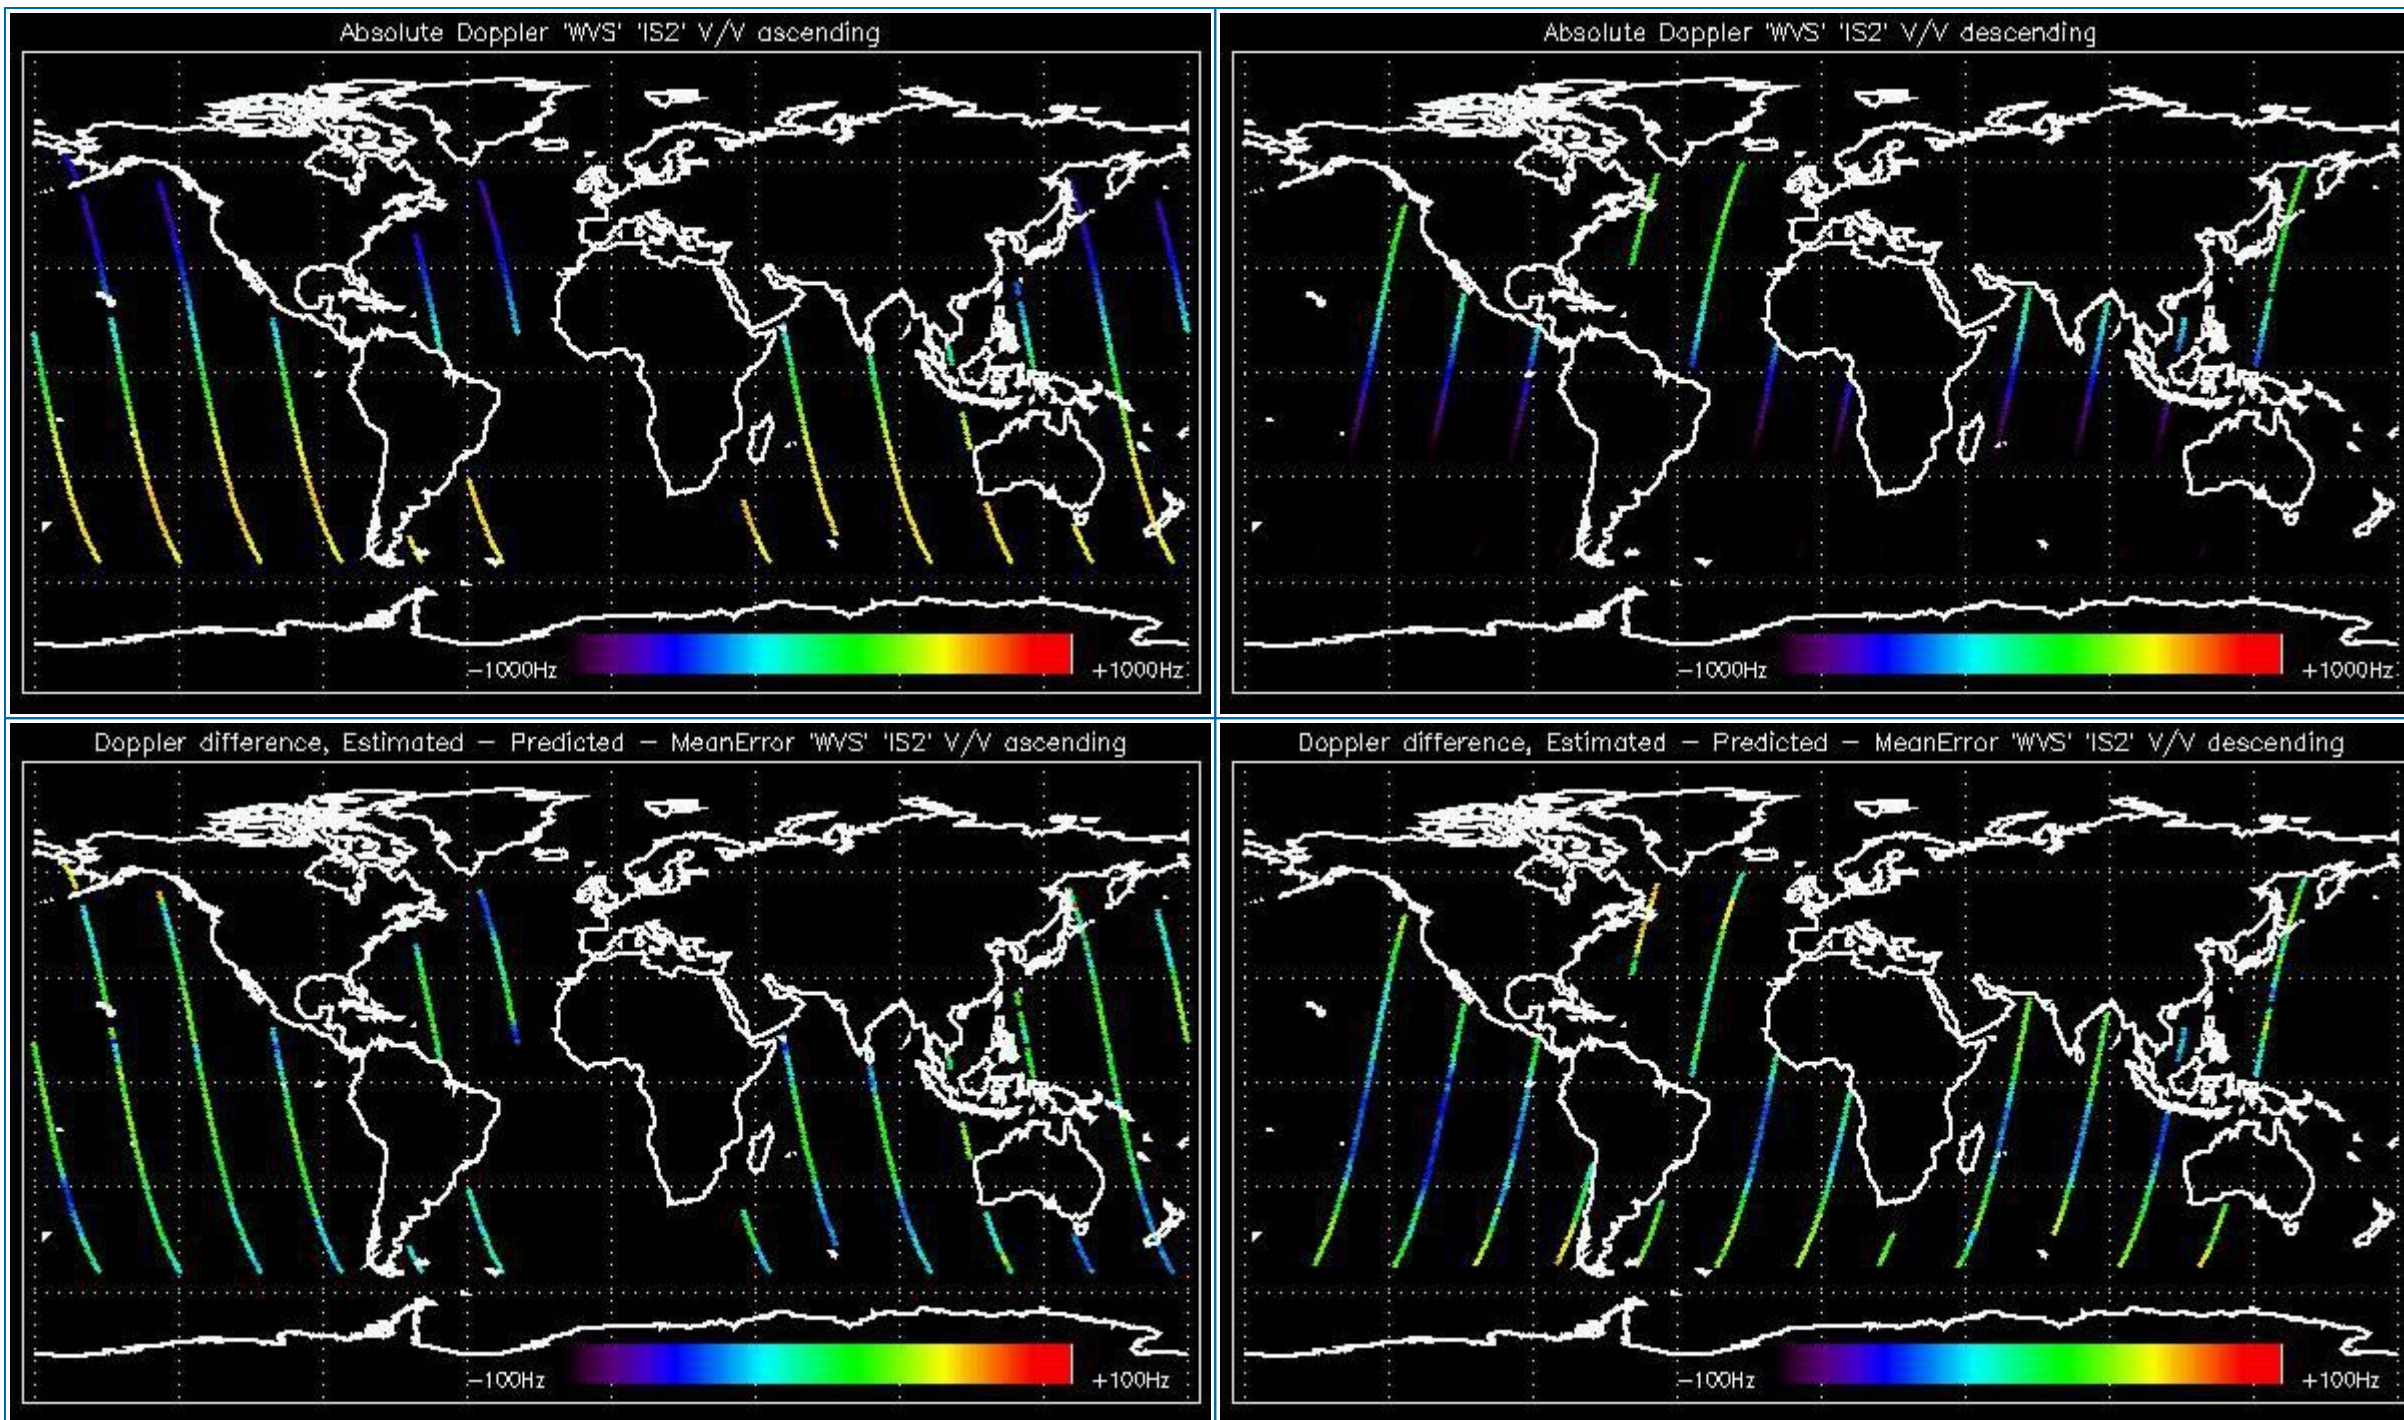 Absolute Doppler 'WVS' 'IS2' V/V ascending
-1000Hz
+1000Hz
Absolute Doppler 'WVS' 'IS2' V/V descending
-1000Hz
+1000Hz
Doppler difference, Estimated - Predicted - MeanError 'WVS' 'IS2' V/V ascending
-100Hz
+100Hz
Doppler difference, Estimated - Predicted - MeanError 'WVS' 'IS2' V/V descending
-100Hz
+100Hz